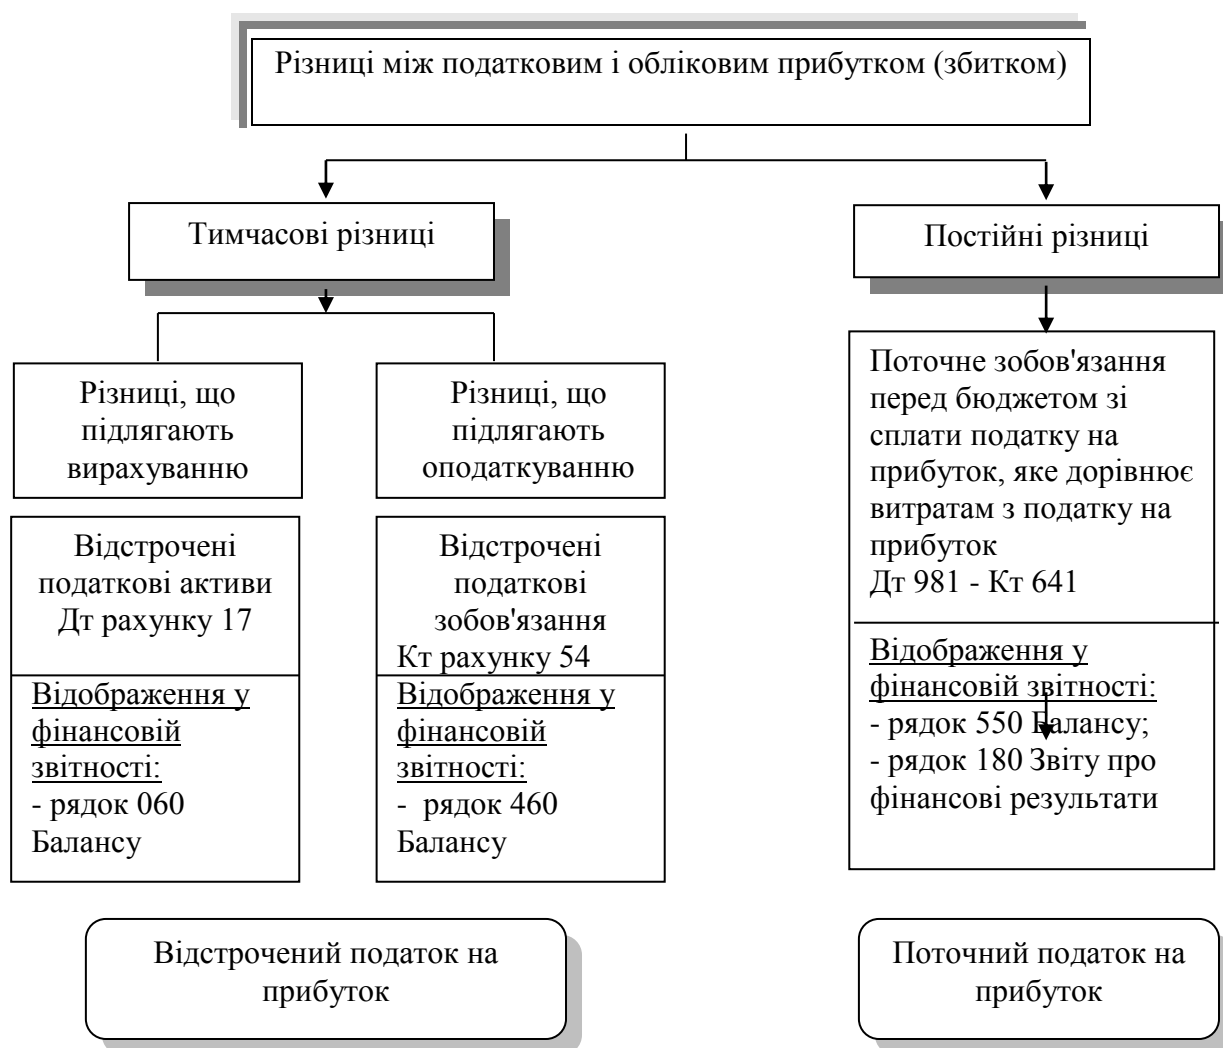 Різниці між податковим і обліковим прибутком (збитком)
Тимчасові різниці
Постійні різниці
Різниці, що
підлягають
вирахуванню
Різниці, що
підлягають
оподаткуванню
Відстрочені
податкові активи
Дт рахунку 17
Відображення у
фінансовій
звітності:
- рядок 060
Балансу
Відстрочені
податкові
зобов'язання
Кт рахунку 54
Відображення у
фінансовій
звітності:
- рядок 460
Балансу
Поточне зобов'язання
перед бюджетом зі
сплати податку на
прибуток, яке дорівнює
витратам з податку на
прибуток
Дт 981 - Кт 641
Відображення у
фінансовій звітності:
- рядок 550 Балансу;
- рядок 180 Звіту про
фінансові результати
Відстрочений податок на
прибуток
Поточний податок на
прибуток